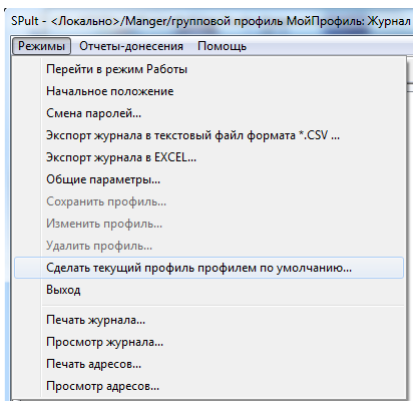 SPult - <Локально>/Manger/групповой профиль МойПрофиль: Журнал
Режимы Отчеты-донесения Помощь
Перейти в режим Работы
Начальное положение
Смена паролей...
Экспорт журнала в текстовый файл формата *.CSV ...
Экспорт журнала в EXCEL...
Общие параметры...
Сохранить профиль...
Изменить профиль...
Удалить профиль...
Сделать текущий профиль профилем по умолчанию...
Выход
Печать журнала...
Просмотр журнала...
Печать адресов...
Просмотр адресов...